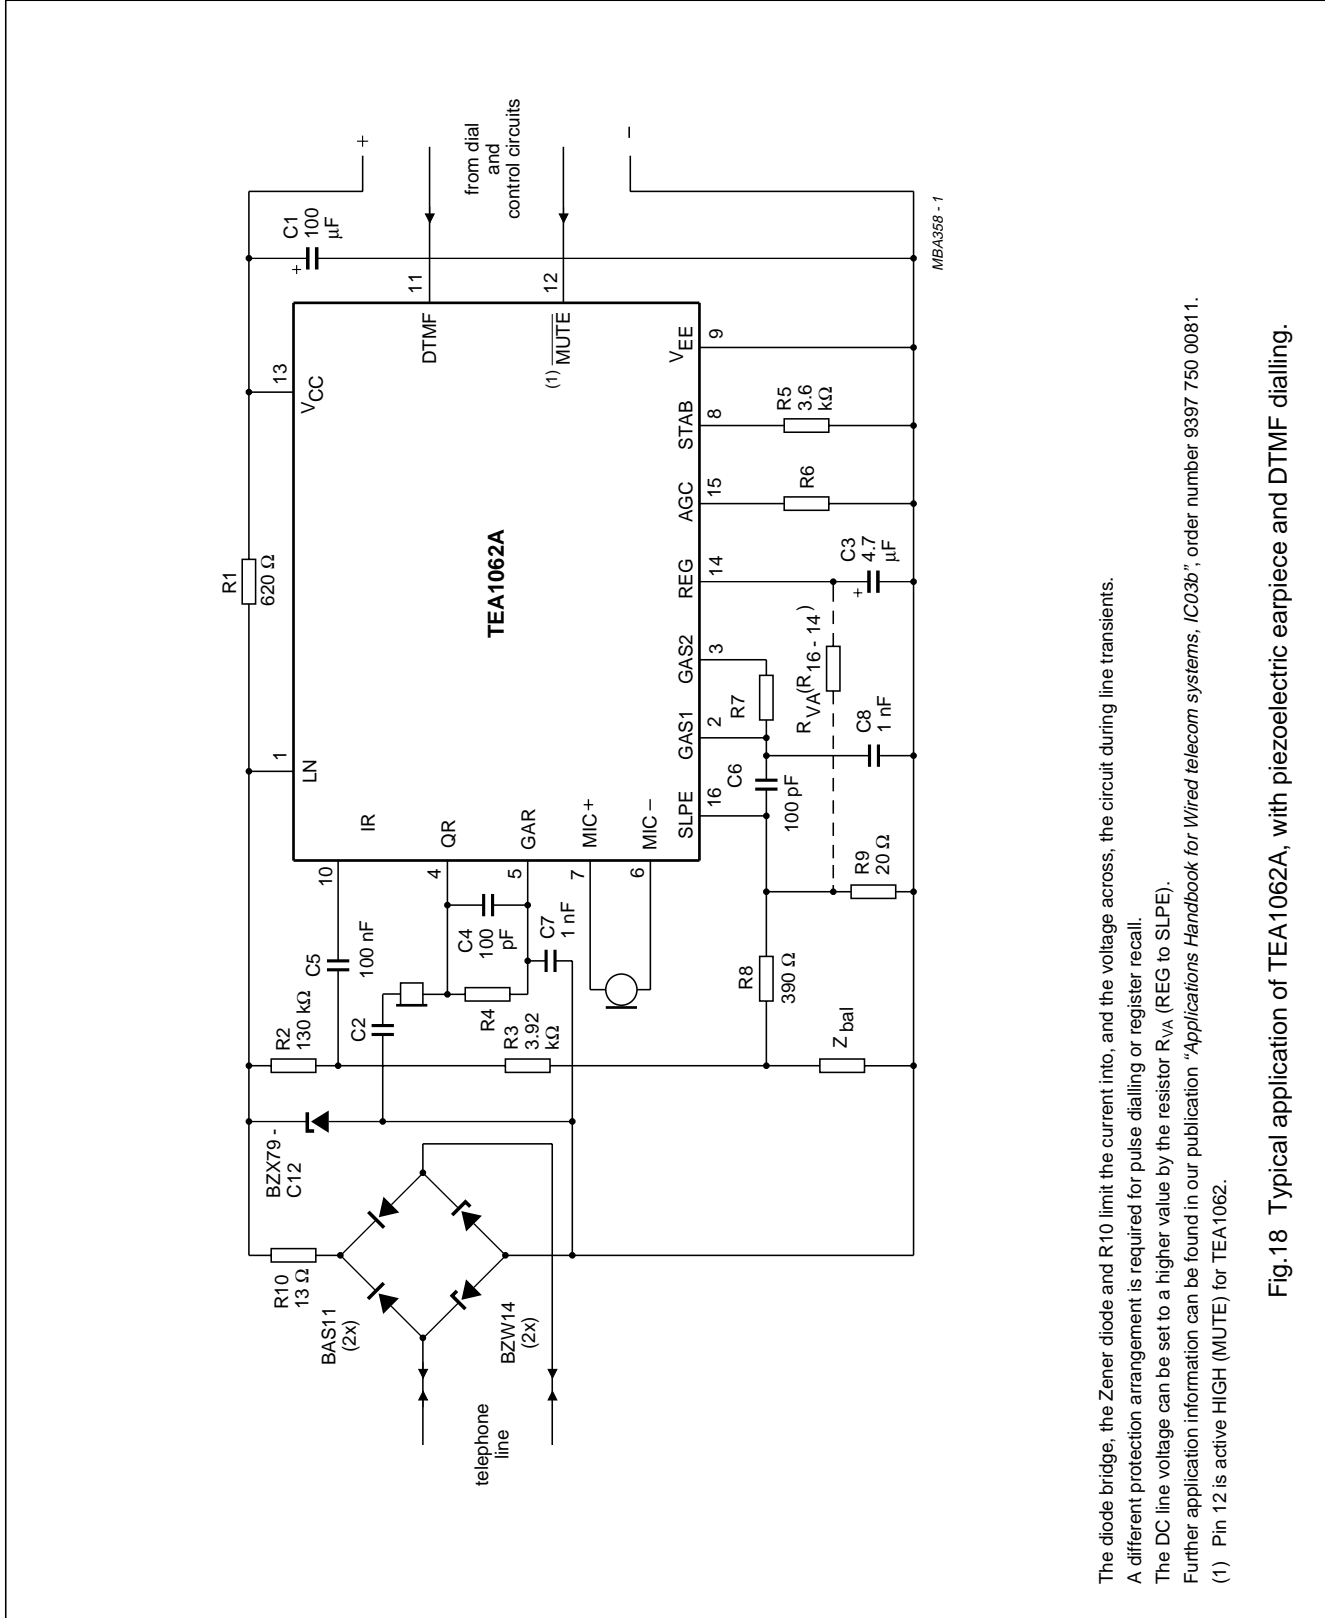 R10
13 Ω
BAS11
(2x)
BZW14
(2x)
telephone
line
BZX79 -
C12
R2
130 kΩ
C5
100 nF
C2
R4
R3
3.92
kΩ
C4
100
pF
C7
1 nF
R8
390 Ω
Z bal
R1
620 Ω
1
LN
13
VCC
10
IR
4
QR
5
GAR
7
MIC+
6
MIC−
TEA1062A
11
DTMF
12
(1) MUTE
SLPE
16
GAS1
2
GAS2
3
REG
14
AGC
15
STAB
8
VEE
9
C1
100
μF
+
+
from dial
and
control circuits
−
C6
100 pF
R7
RVA(R16 - 14)
R9
20 Ω
C8
1 nF
+
C3
4.7
μF
R6
R5
3.6
kΩ
MBA358 - 1
The diode bridge, the Zener diode and R10 limit the current into, and the voltage across, the circuit during line transients.
A different protection arrangement is required for pulse dialling or register recall.
The DC line voltage can be set to a higher value by the resistor RVA (REG to SLPE).
Further application information can be found in our publication “Applications Handbook for Wired telecom systems, IC03b”, order number 9397 750 00811.
(1) Pin 12 is active HIGH (MUTE) for TEA1062.
Fig.18 Typical application of TEA1062A, with piezoelectric earpiece and DTMF dialling.